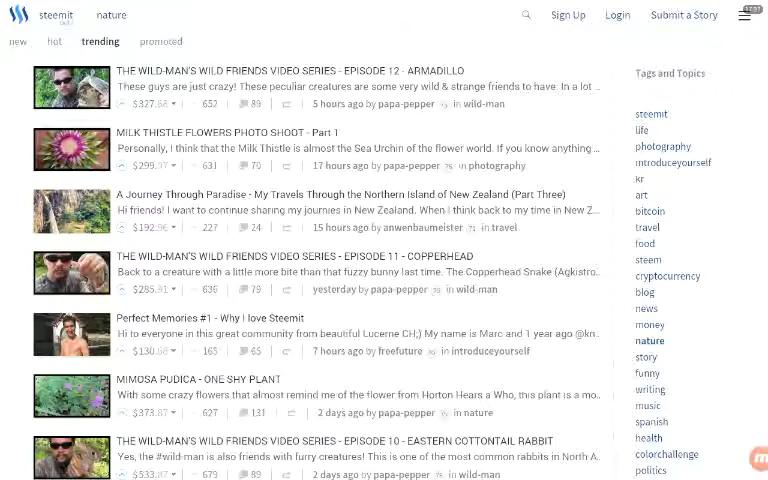 steemit beta nature Sign Up Login Submit a Story
new hot trending promoted
THE WILD-MAN'S WILD FRIENDS VIDEO SERIES - EPISODE 12 - ARMADILLO
These guys are just crazy! These peculiar creatures are some very wild & strange friends to have. In a lot ...
$327.68 652 89 5 hours ago by papa-pepper 75 in wild-man
MILK THISTLE FLOWERS PHOTO SHOOT - Part 1
Personally, I think that the Milk Thistle is almost the Sea Urchin of the flower world. If you know anything ...
$299.37 631 70 17 hours ago by papa-pepper 75 in photography
A Journey Through Paradise - My Travels Through the Northern Island of New Zealand (Part Three)
Hi friends! I want to continue sharing my journies in New Zealand. When I think back to my time in New Z...
$192.96 227 24 15 hours ago by anwenbaumeister in travel
THE WILD-MAN'S WILD FRIENDS VIDEO SERIES - EPISODE 11 - COPPERHEAD
Back to a creature with a little more bite than that fuzzy bunny last time. The Copperhead Snake (Agkistro...
$285.81 636 79 yesterday by papa-pepper 75 in wild-man
Perfect Memories #1 - Why I love Steemit
Hi to everyone in this great community from beautiful Lucerne CH;) My name is Marc and 1 year ago @kn...
$130.68 165 65 7 hours ago by freefuture in introduceyourself
MIMOSA PUDICA - ONE SHY PLANT
With some crazy flowers that almost remind me of the flower from Horton Hears a Who, this plant is a mo...
$373.87 627 131 2 days ago by papa-pepper 75 in nature
THE WILD-MAN'S WILD FRIENDS VIDEO SERIES - EPISODE 10 - EASTERN COTTONTAIL RABBIT
Yes, the #wild-man is also friends with furry creatures! This is one of the most common rabbits in North A...
$533.87 679 89 2 days ago by papa-pepper 75 in wild-man
Tags and Topics
steemit
life
photography
introduceyourself
kr
art
bitcoin
travel
food
steem
cryptocurrency
blog
news
money
nature
story
funny
writing
music
spanish
health
colorchallenge
politics